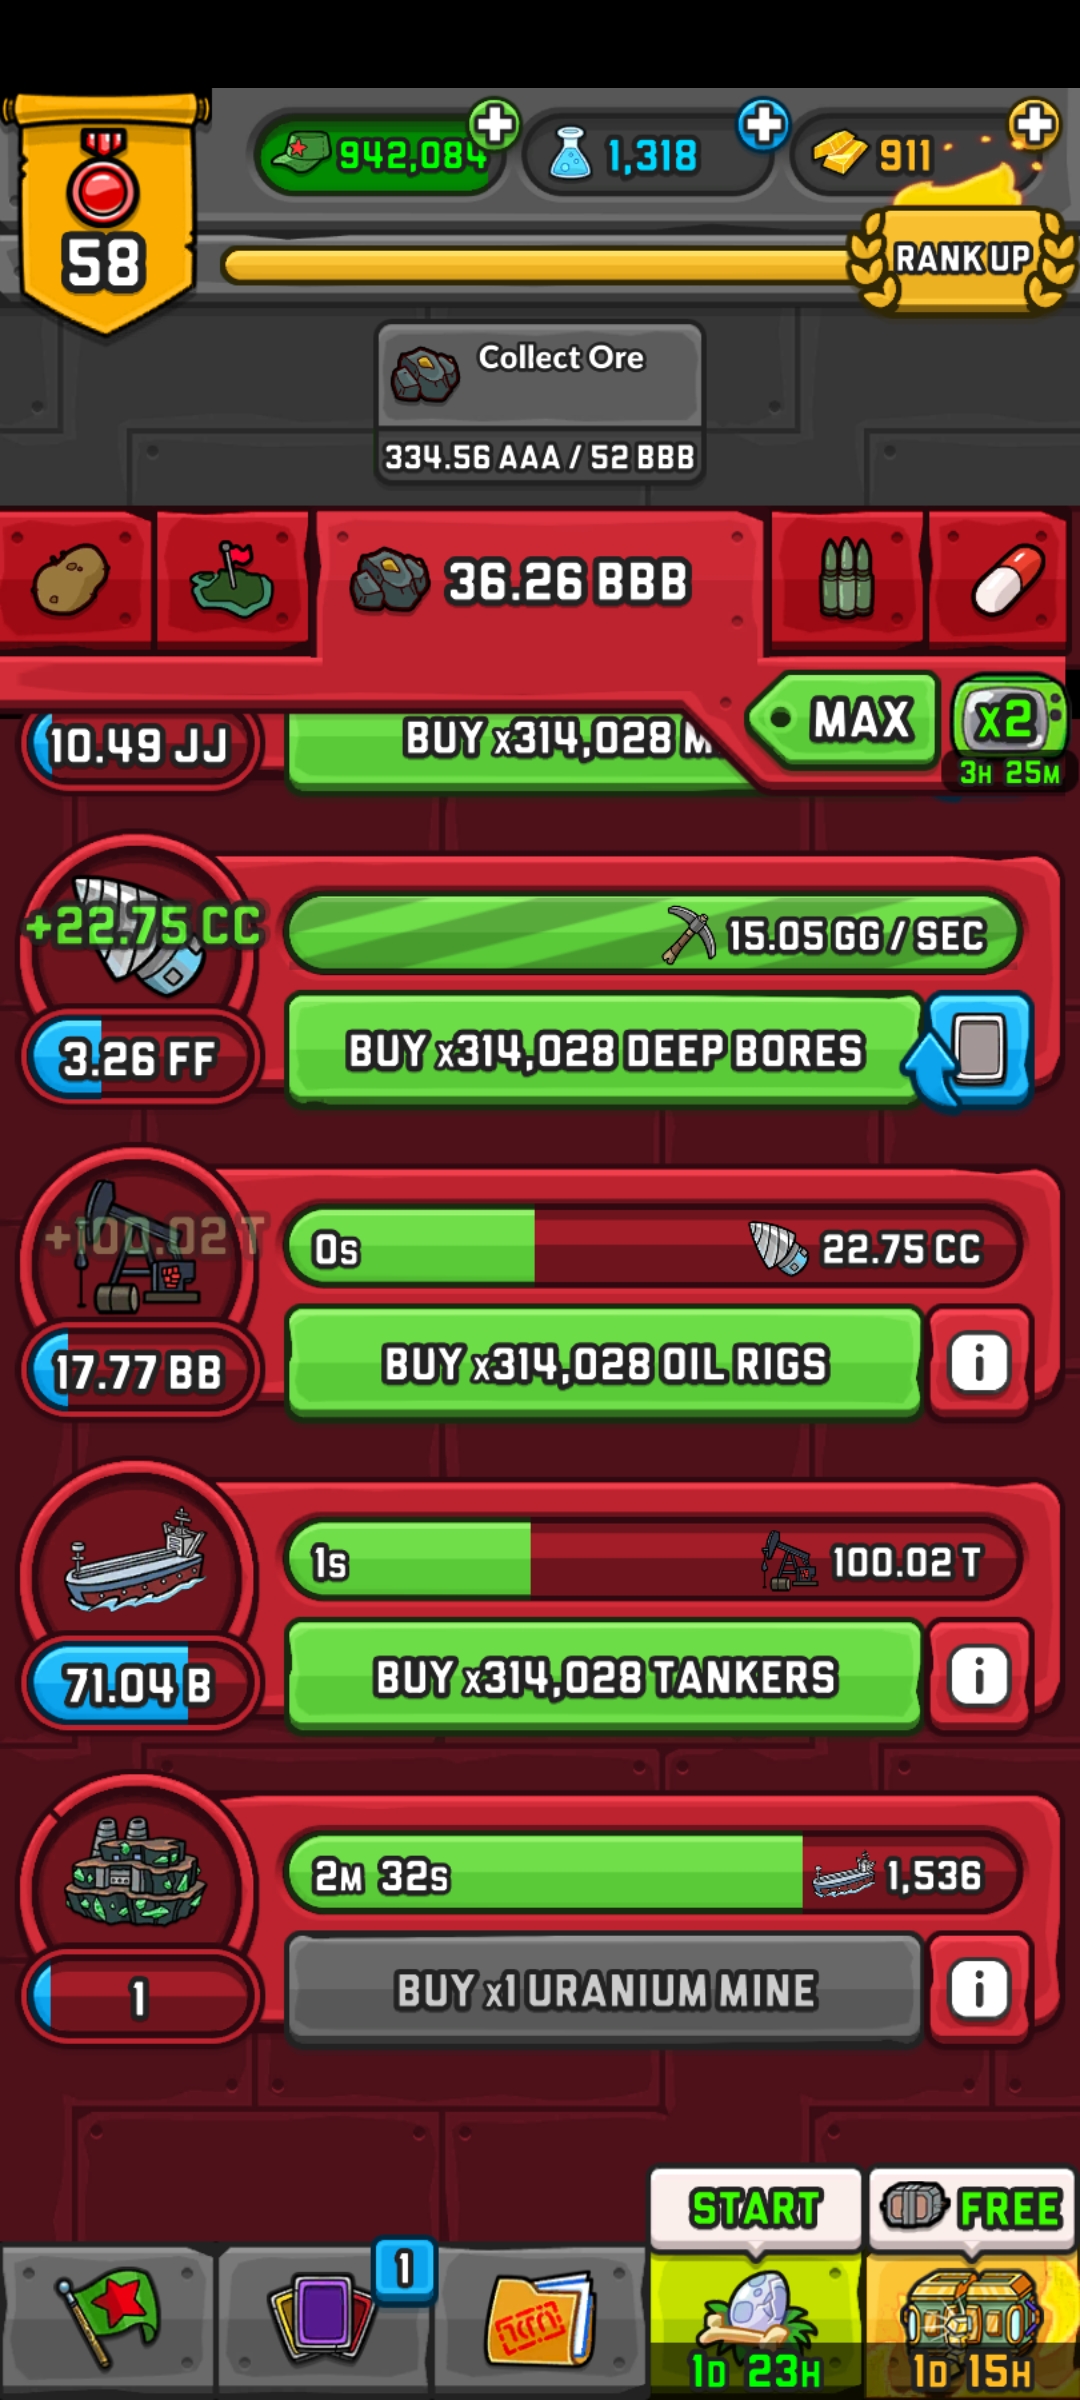 942,084
1,318
911
58
RANK UP
Collect Ore
334.56 AAA / 52 BBB
36.26 BBB
MAX
x2
3H 25M
10.49 JJ
BUY x314,028 M
+22.75 CC
15.05 GG / SEC
3.26 FF
BUY x314,028 DEEP BORES
+100.02 T
0s
22.75 CC
17.77 BB
BUY x314,028 OIL RIGS
i
1s
100.02 T
71.04 B
BUY x314,028 TANKERS
i
2M 32s
1,536
1
BUY x1 URANIUM MINE
i
START
FREE
1
1D 23H
1D 15H